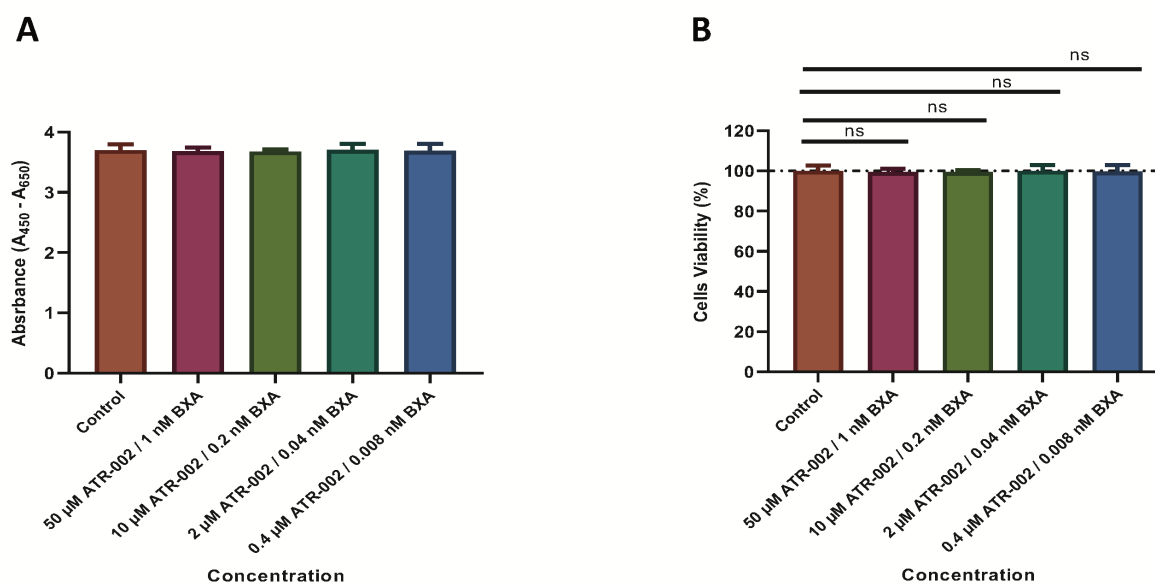 A
Absrbance (A450 - A650)
4
3
2
1
0
Control
50 µM ATR-002 / 1 nM BXA
10 µM ATR-002 / 0.2 nM BXA
2 µM ATR-002 / 0.04 nM BXA
0.4 µM ATR-002 / 0.008 nM BXA
Concentration
B
ns
ns
ns
ns
Cells Viability (%)
120
100
80
60
40
20
0
Control
50 µM ATR-002 / 1 nM BXA
10 µM ATR-002 / 0.2 nM BXA
2 µM ATR-002 / 0.04 nM BXA
0.4 µM ATR-002 / 0.008 nM BXA
Concentration